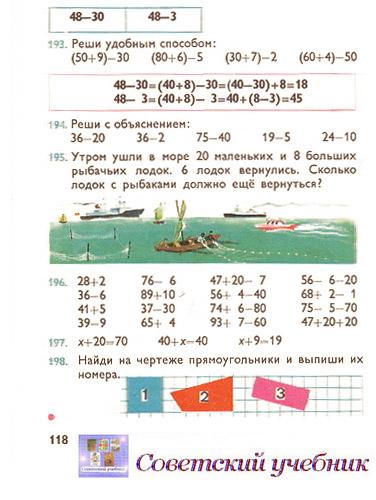 48—30 48—3
193. Реши удобным способом:
(50+9)—30 (80+6)—5 (30+7)—2 (60+4)—50
48—30=(40+8)—30=(40—30)+8=18
48— 3=(40+8)— 3=40+(8—3)=45
194. Реши с объяснением:
36—20 36—2 75—40 19—5 24—10
195. Утром ушли в море 20 маленьких и 8 больших
рыбачьих лодок. 6 лодок вернулись. Сколько
лодок с рыбаками должно ещё вернуться?
196. 28+2 76— 6 47+20— 7 56— 6—20
36—6 89+10 56+ 4—40 68+ 2— 1
41+5 37—30 74+ 6—80 75— 5—70
39—9 65+ 4 93+ 7—60 47+20+20
197. x+20=70 40+x=40 x+9=19
198. Найди на чертеже прямоугольники и выпиши их
номера.
1 2 3
118
Советский учебник